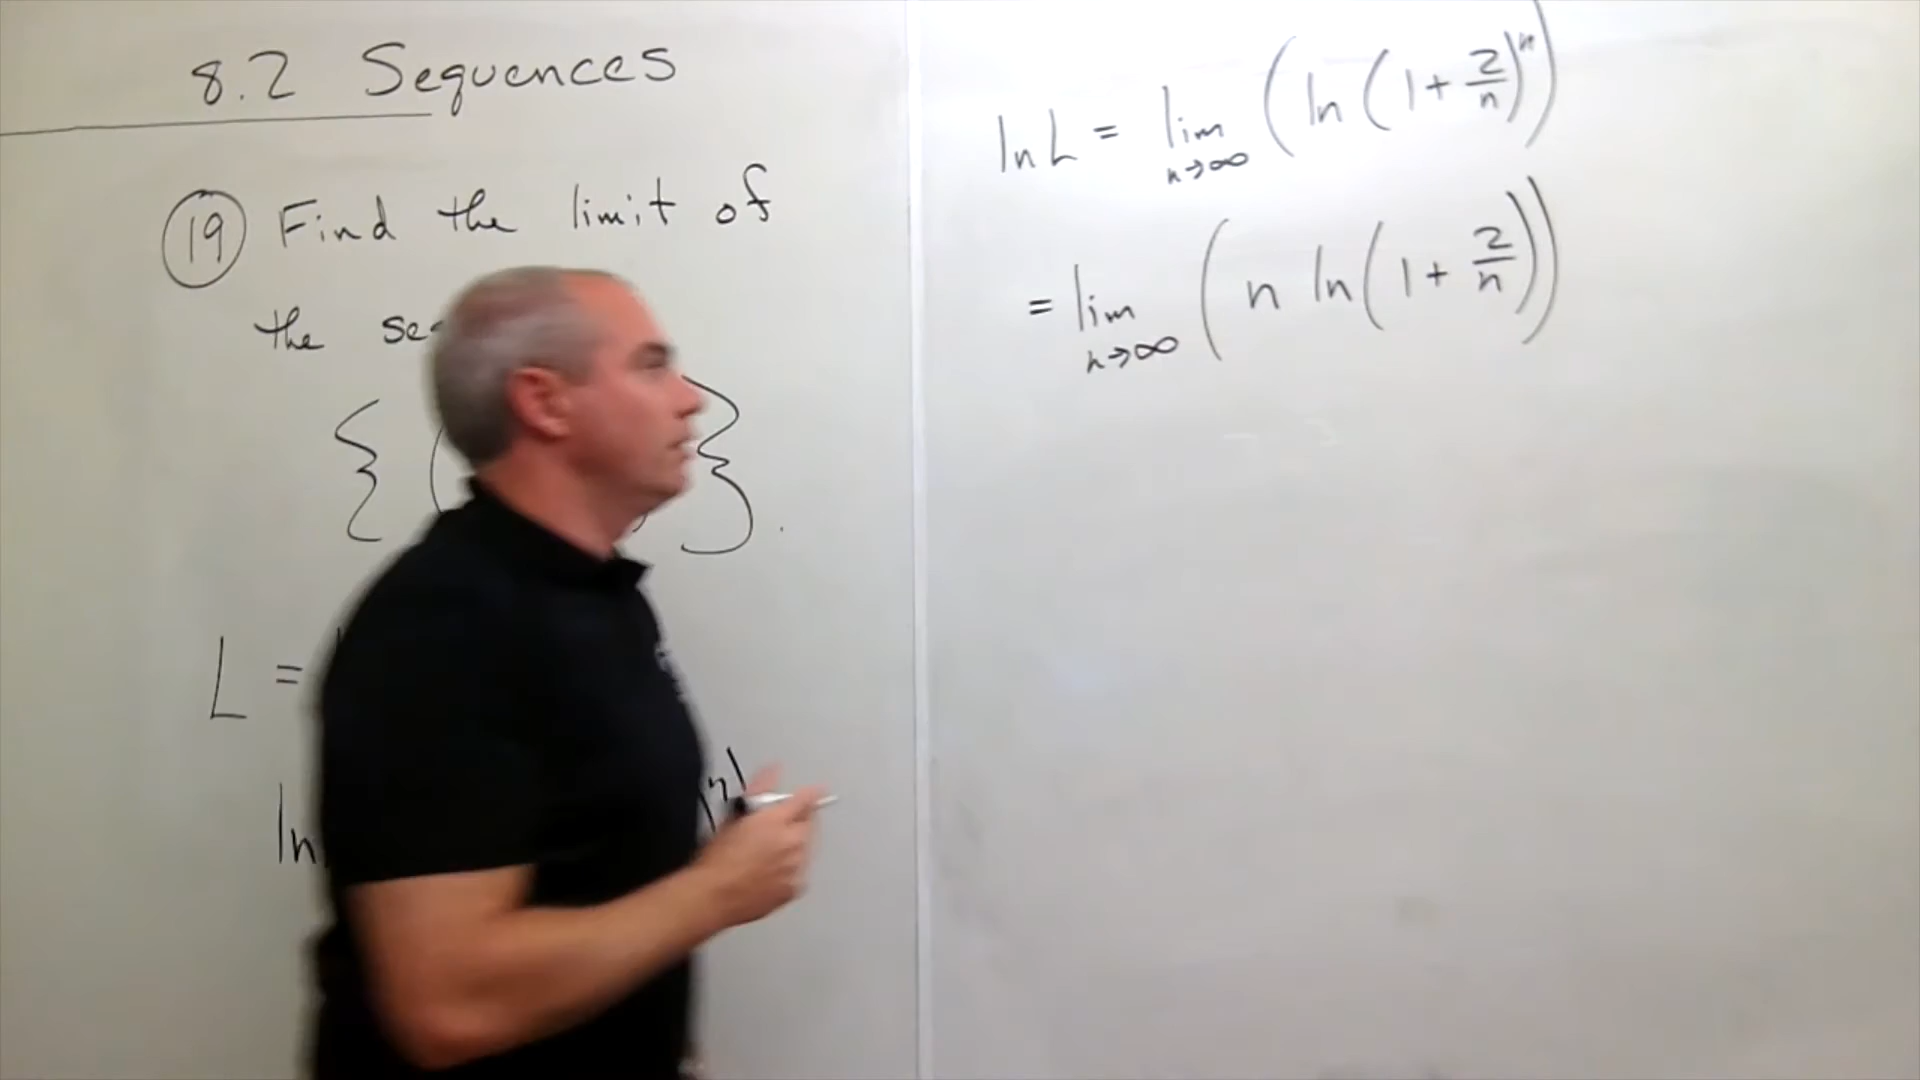 8.2 Sequences
19 Find the limit of
the
{ ( } .
L =
ln n
ln L = lim n→∞ ( ln ( 1 + 2/n )^n )
= lim n→∞ ( n ln ( 1 + 2/n ) )